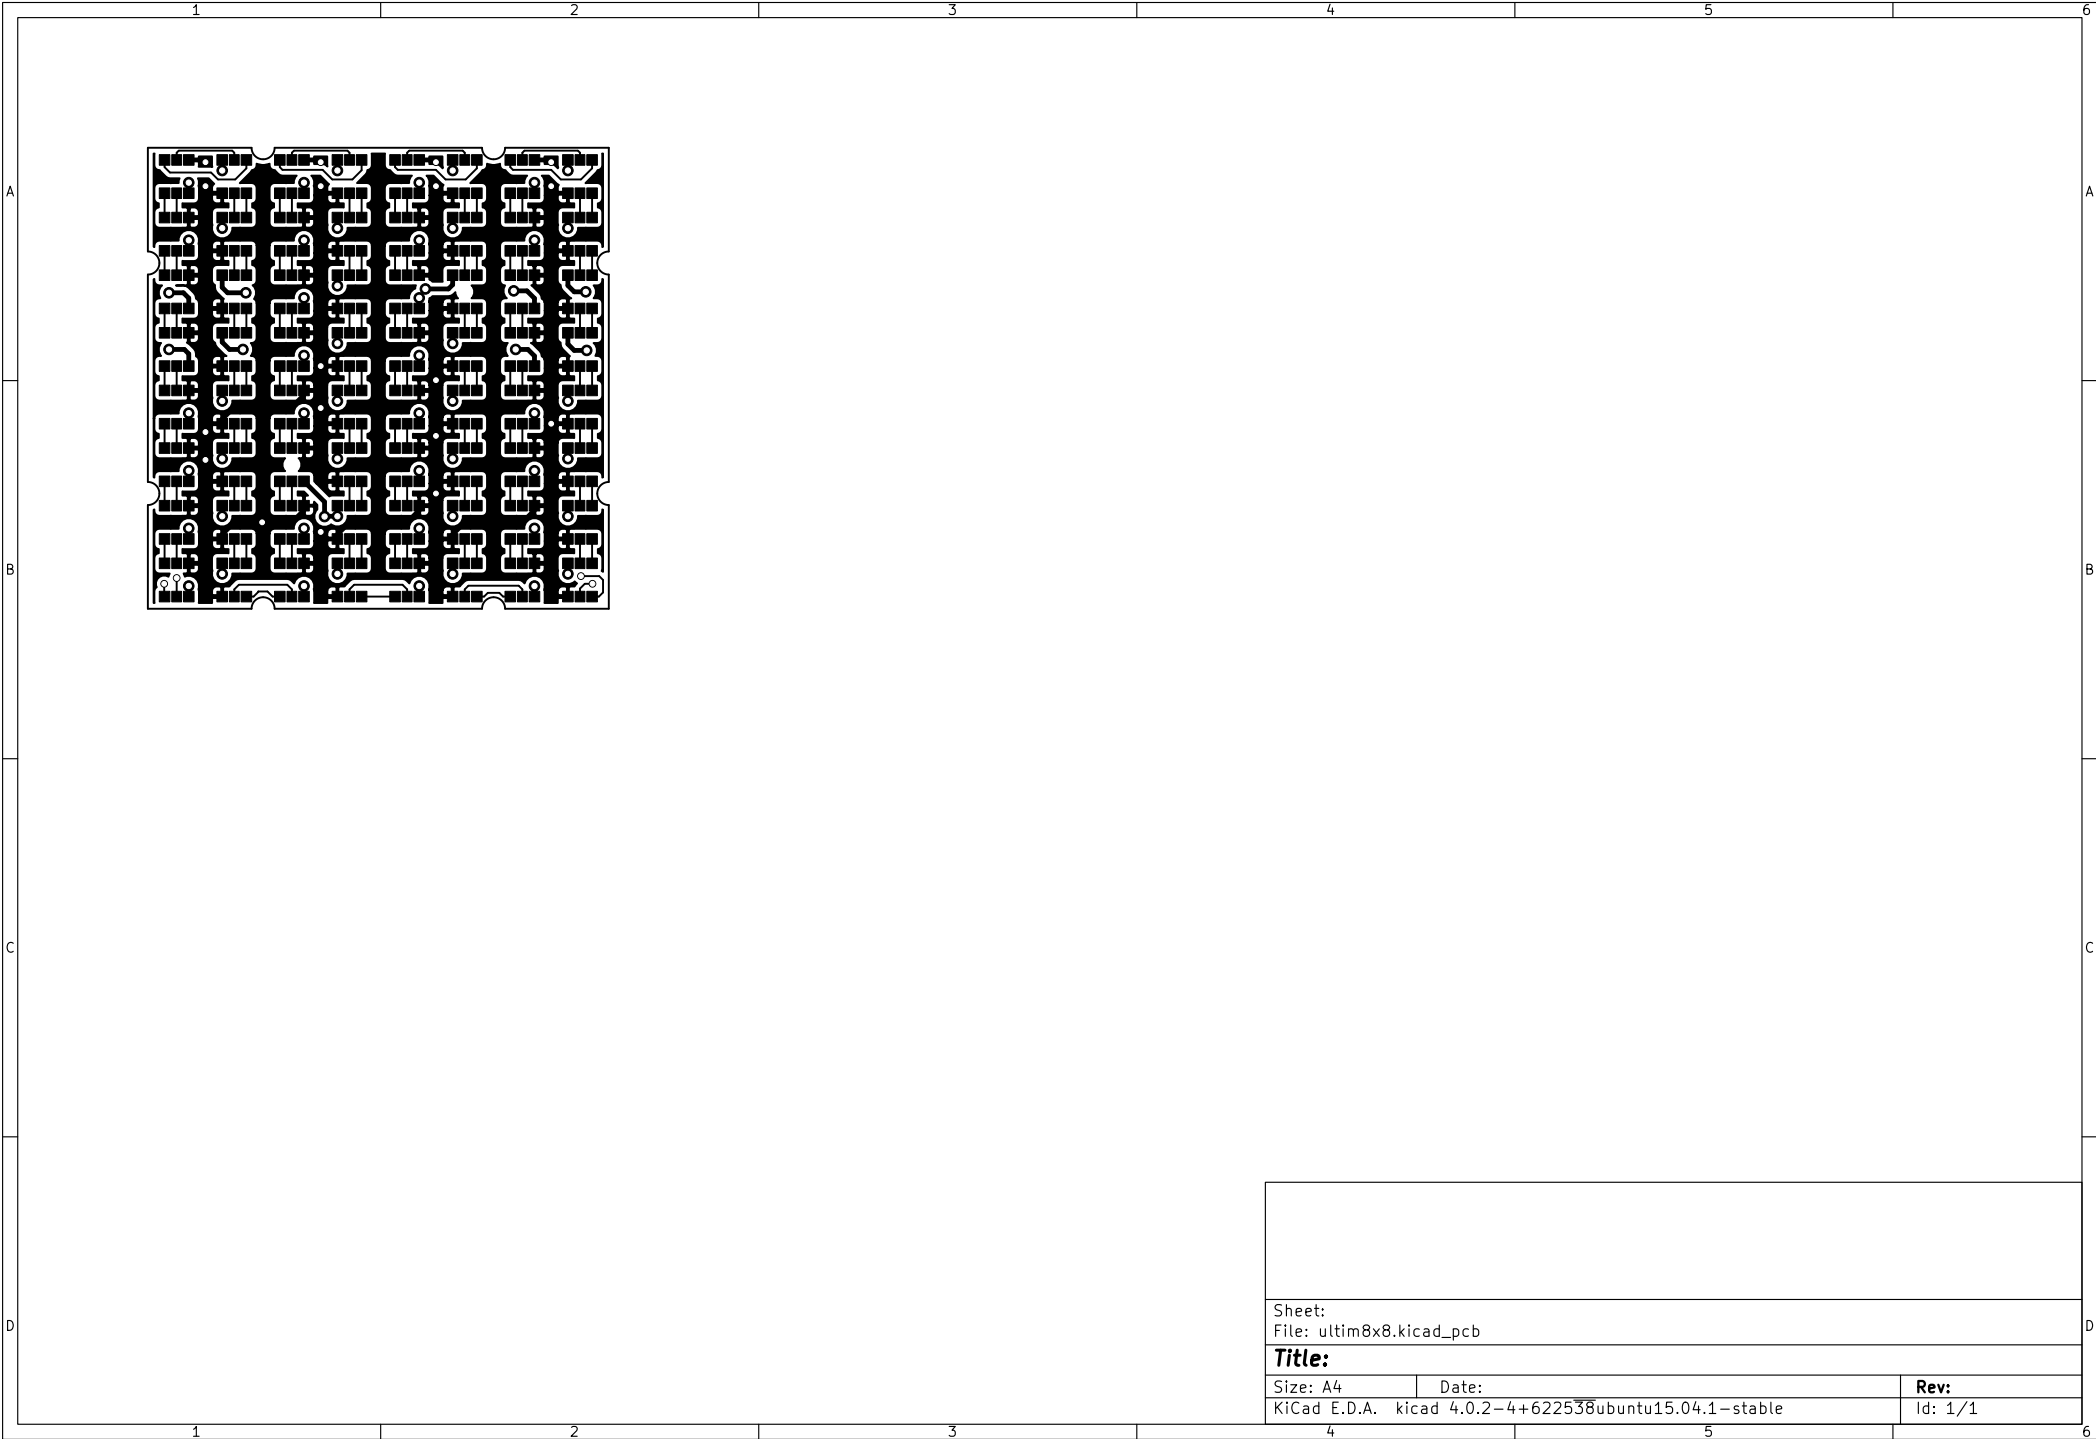 1 2 3 4 5 6
A A
B B
C C
D D
Sheet:
File: ultim8x8.kicad_pcb
Title:
Size: A4 Date: Rev:
KiCad E.D.A. kicad 4.0.2-4+622538ubuntu15.04.1-stable Id: 1/1
1 2 3 4 5 6